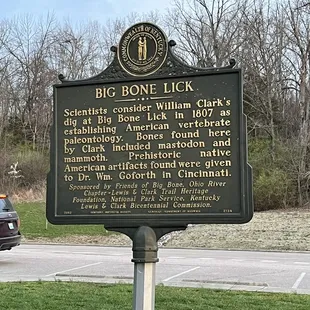 COMMONWEALTH OF KENTUCKY
BIG BONE LICK
Scientists consider William Clark's
dig at Big Bone Lick in 1807 as
establishing American vertebrate
paleontology. Bones found here
by Clark included mastodon and
mammoth. Prehistoric native
American artifacts found were given
to Dr. Wm. Goforth in Cincinnati.
Sponsored by Friends of Big Bone, Ohio River
Chapter-Lewis & Clark Trail Heritage
Foundation, National Park Service, Kentucky
Lewis & Clark Bicentennial Commission.